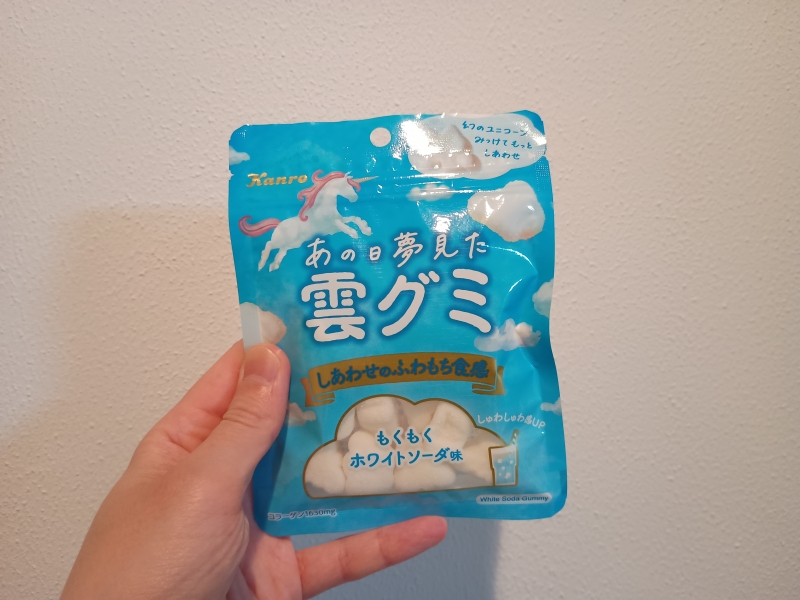 幻のユニコーン
みつけてもっと
しあわせ
Kanro
あの日夢見た
雲グミ
しあわせのふわもち食感
しゅわしゅわ感UP
もくもく
ホワイトソーダ味
White Soda Gummy
コラーゲン1650mg